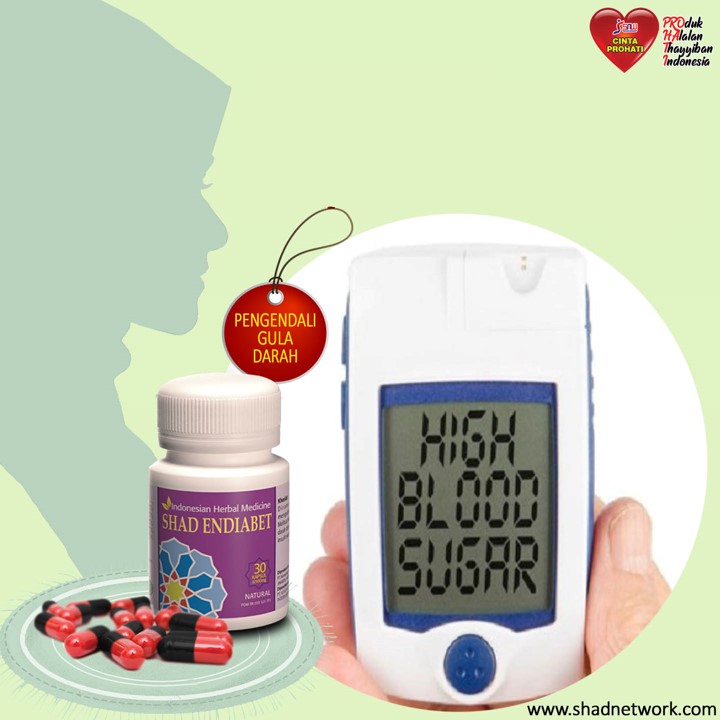 CINTA
PROHATI
PROduk
HAlalan
Thayyiban
Indonesia
PENGENDALI
GULA
DARAH
Indonesian Herbal Medicine
SHAD ENDIABET
30
KAPSUL
NATURAL
HIGH
BLOOD
SUGAR
www.shadnetwork.com